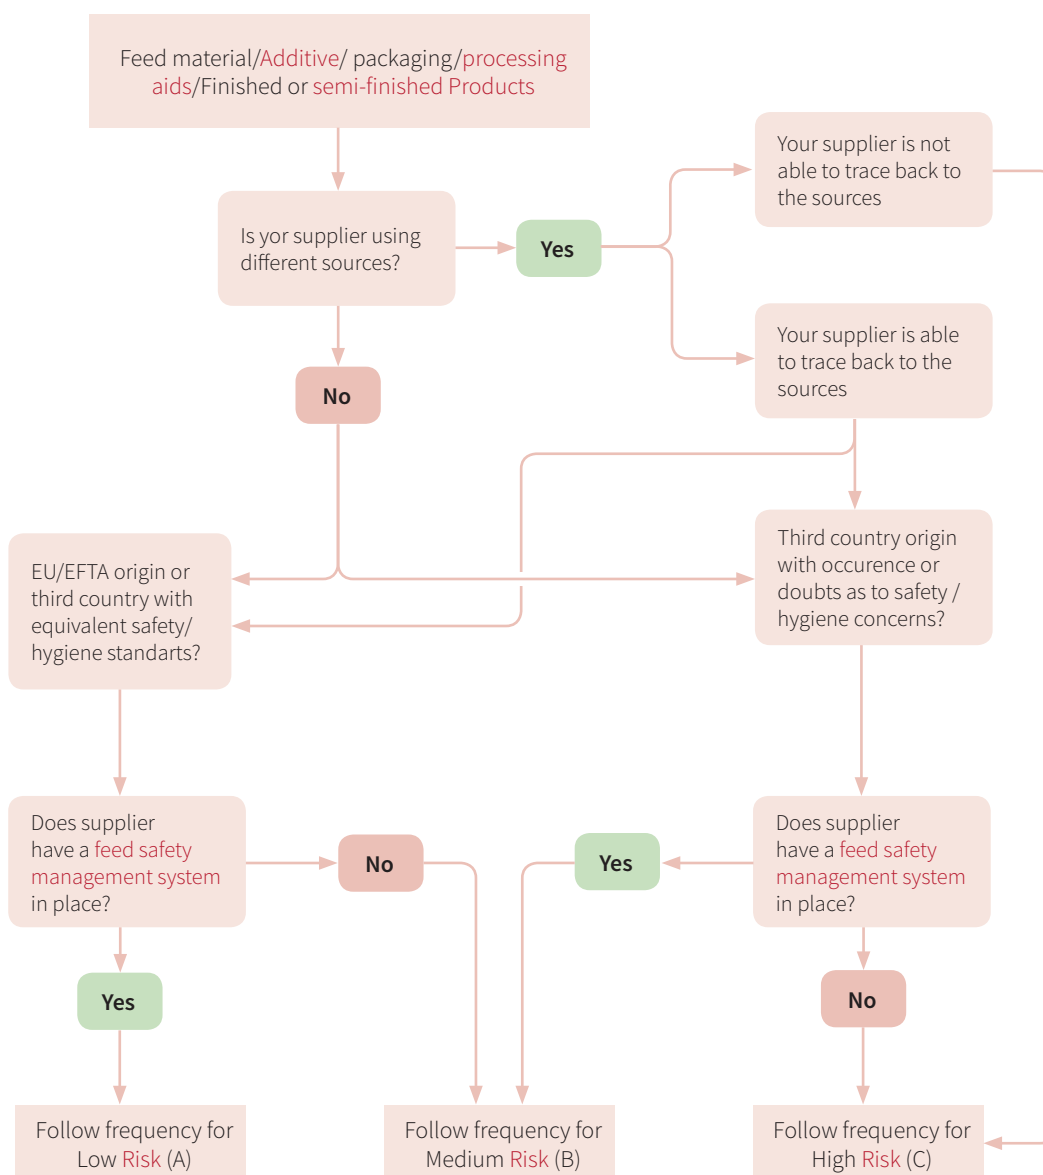 Feed material/Additive/ packaging/processing
aids/Finished or semi-finished Products
Your supplier is not
able to trace back to
the sources
Is yor supplier using
different sources?
Yes
Your supplier is able
to trace back to the
sources
No
EU/EFTA origin or
third country with
equivalent safety/
hygiene standarts?
Third country origin
with occurence or
doubts as to safety /
hygiene concerns?
Does supplier
have a feed safety
management system
in place?
No
Yes
Does supplier
have a feed safety
management system
in place?
Yes
No
Follow frequency for
Low Risk (A)
Follow frequency for
Medium Risk (B)
Follow frequency for
High Risk (C)